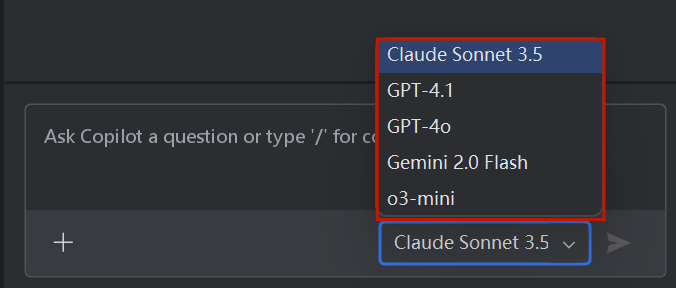 Claude Sonnet 3.5
GPT-4.1
GPT-4o
Ask Copilot a question or type '/' for co
Gemini 2.0 Flash
o3-mini
Claude Sonnet 3.5